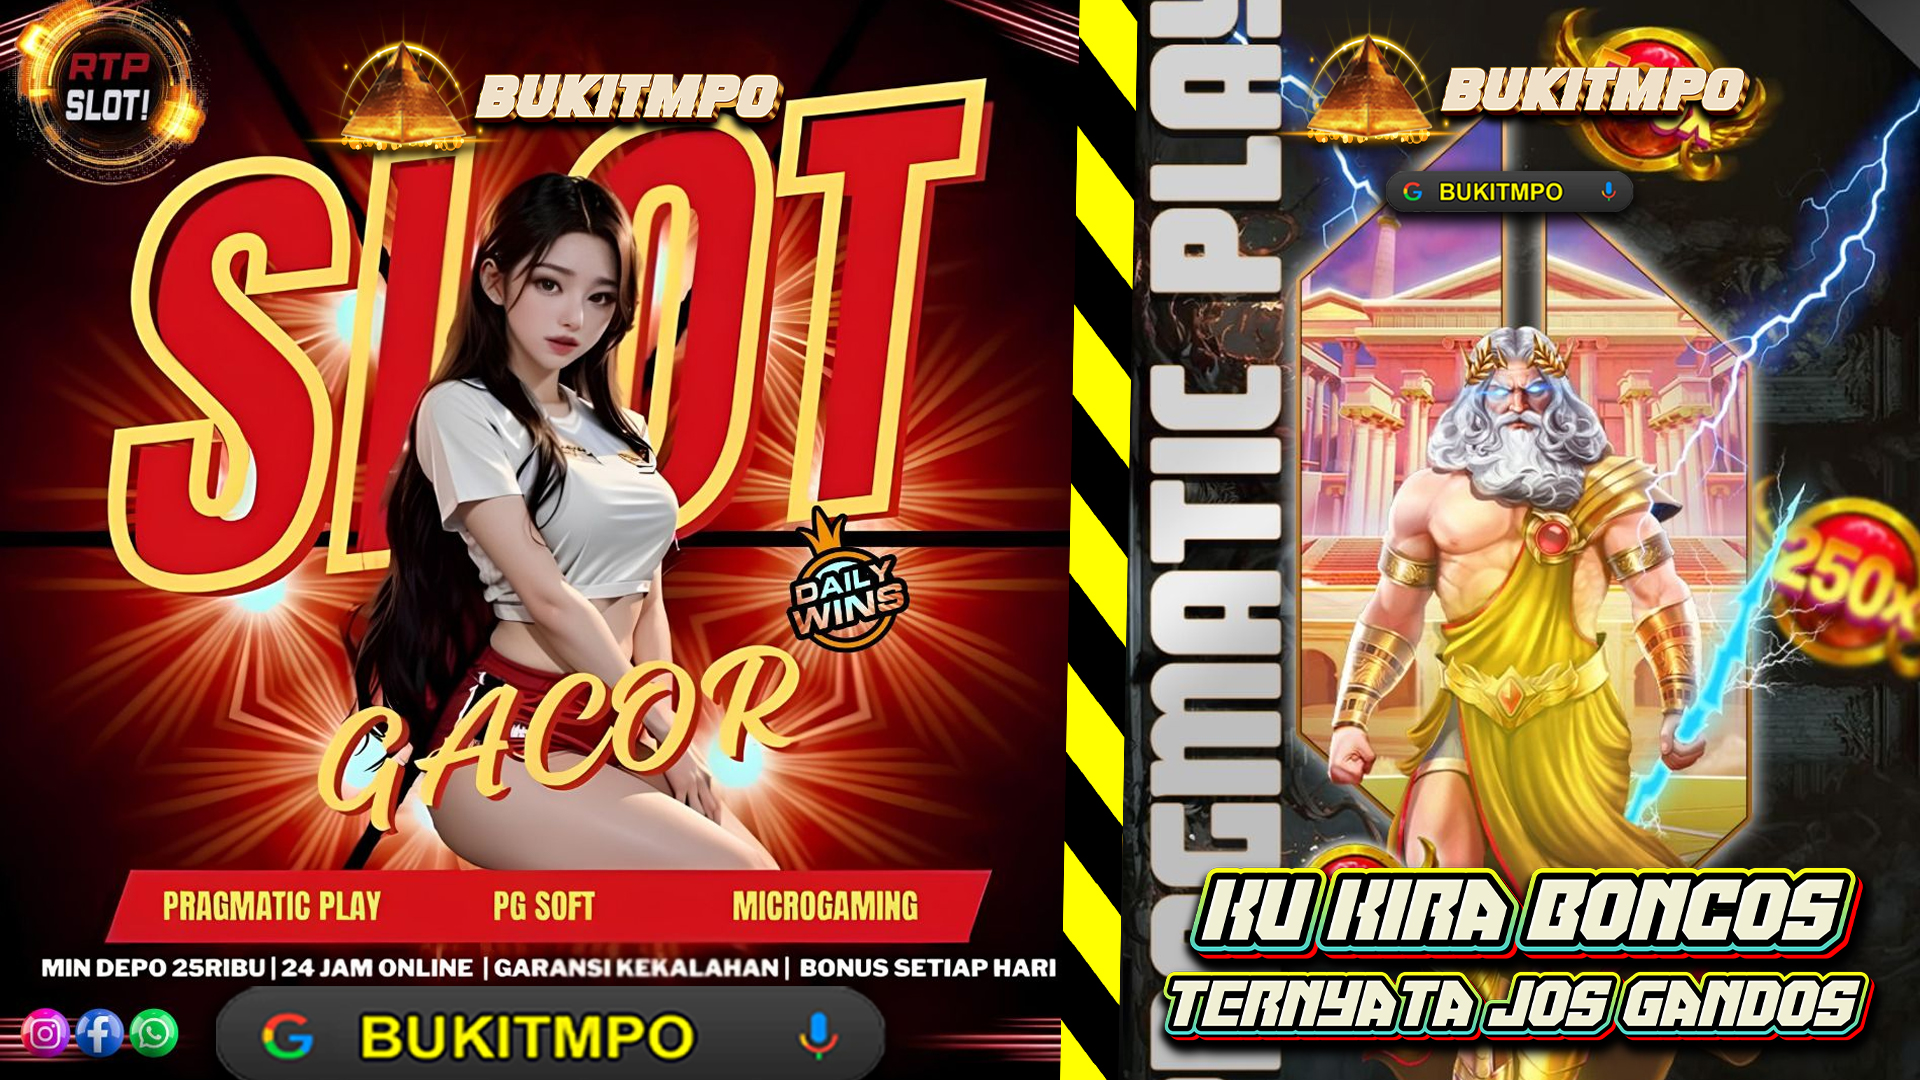 RTP
SLOT!
BUKITMPO
SLOT
GACOR
DAILY
WINS
PRAGMATIC PLAY
PG SOFT
MICROGAMING
MIN DEPO 25RIBU | 24 JAM ONLINE | GARANSI KEKALAHAN | BONUS SETIAP HARI
BUKITMPO
PRAGMATIC PLAY
BUKITMPO
BUKITMPO
250x
KU KIRA BONCOS
TERNYATA JOS GANDOS